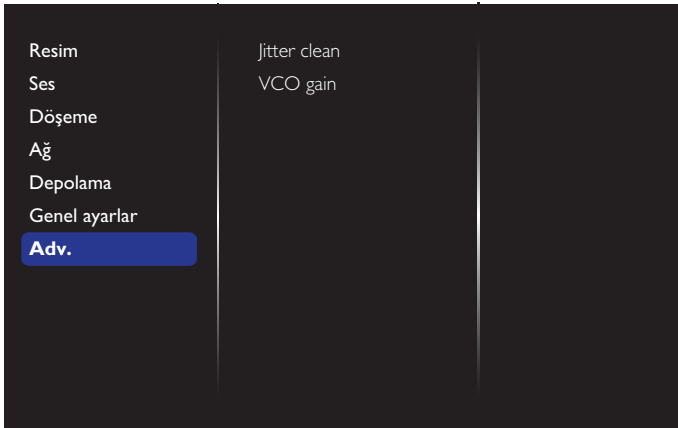 Resim
Ses
Döşeme
Ağ
Depolama
Genel ayarlar
Adv.
Jitter clean
VCO gain